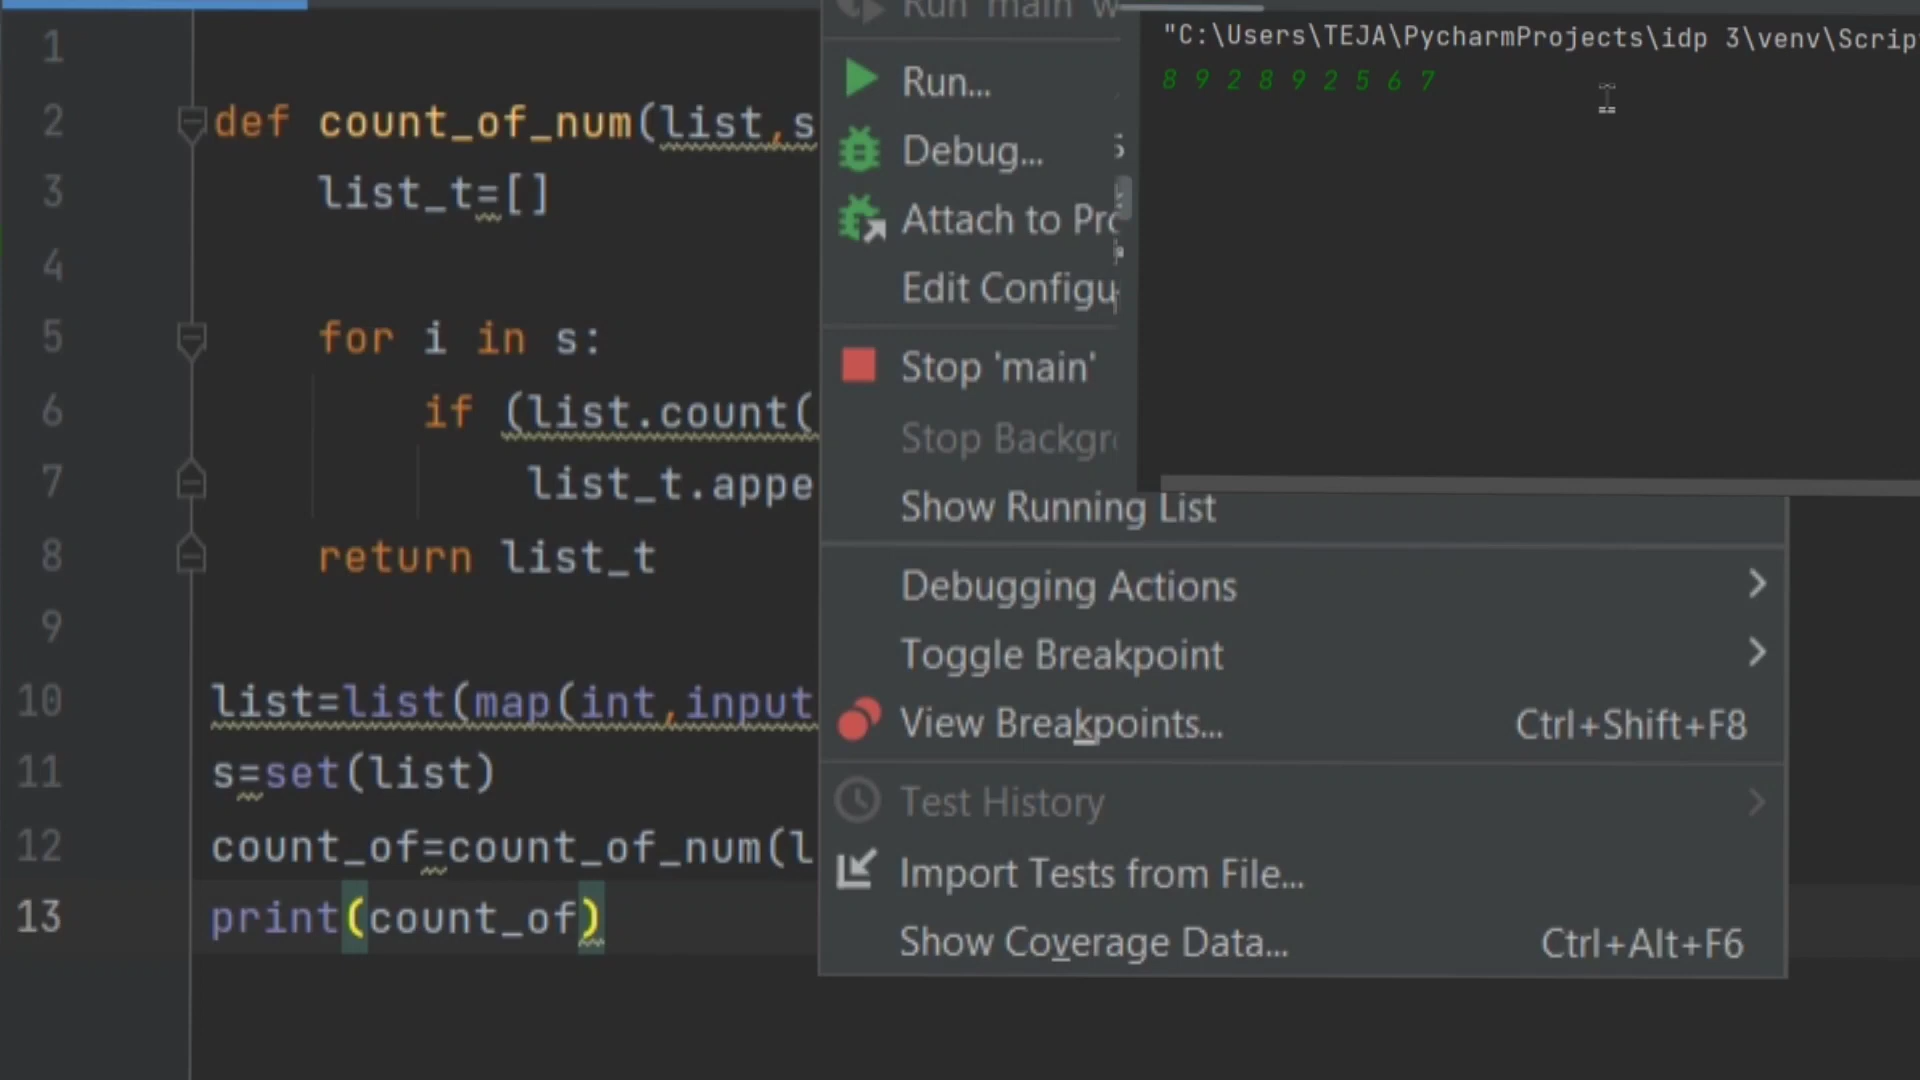 1
2 def count_of_num(list,s
3 list_t=[]
4
5 for i in s:
6 if (list.count(
7 list_t.appe
8 return list_t
9
10 list=list(map(int,input
11 s=set(list)
12 count_of=count_of_num(l
13 print(count_of)
Run 'main' w
Run...
Debug...
Attach to Pro
Edit Configu
Stop 'main'
Stop Backgr
Show Running List
Debugging Actions
Toggle Breakpoint
View Breakpoints... Ctrl+Shift+F8
Test History
Import Tests from File...
Show Coverage Data... Ctrl+Alt+F6
"C:\Users\TEJA\PycharmProjects\idp 3\venv\Scrip
8 9 2 8 9 2 5 6 7